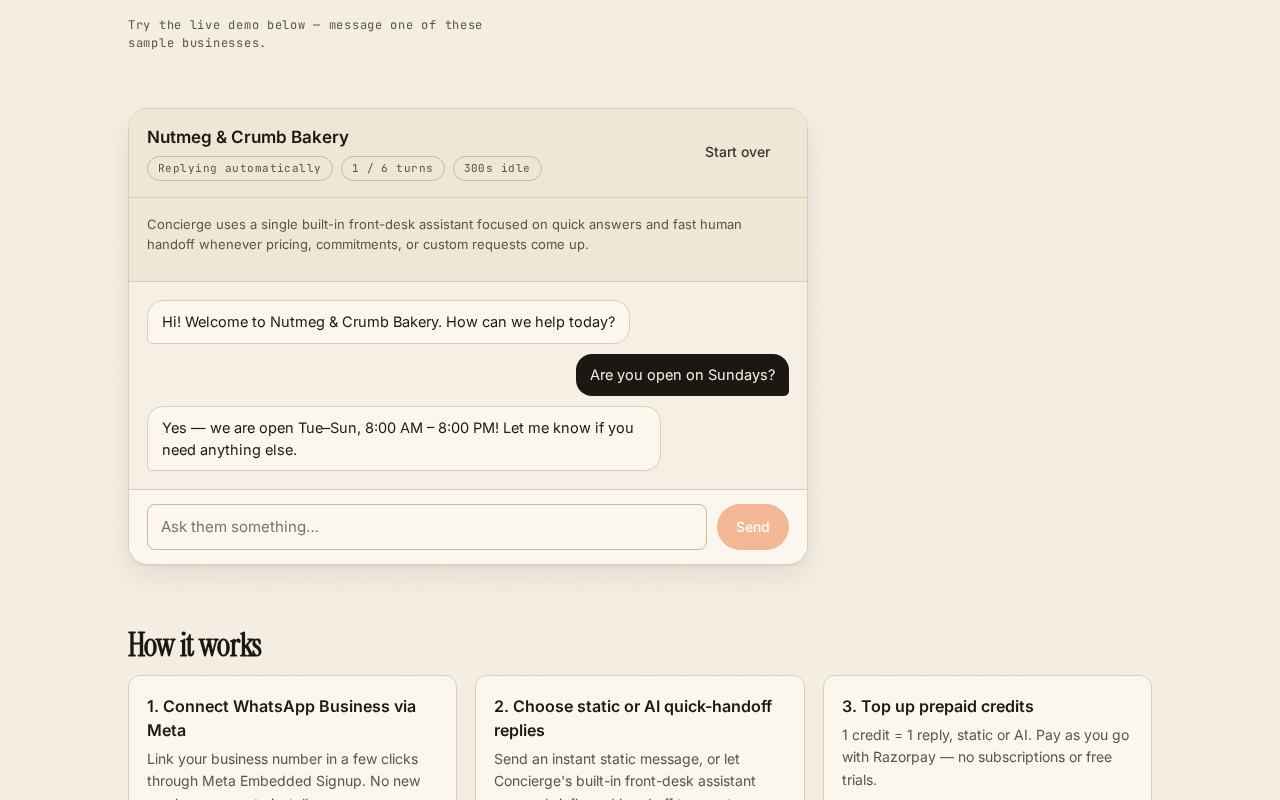 Try the live demo below — message one of these
sample businesses.
Nutmeg & Crumb Bakery
Start over
Replying automatically
1 / 6 turns
300s idle
Concierge uses a single built-in front-desk assistant focused on quick answers and fast human
handoff whenever pricing, commitments, or custom requests come up.
Hi! Welcome to Nutmeg & Crumb Bakery. How can we help today?
Are you open on Sundays?
Yes — we are open Tue–Sun, 8:00 AM – 8:00 PM! Let me know if you
need anything else.
Ask them something...
Send
How it works
1. Connect WhatsApp Business via
Meta
Link your business number in a few clicks
through Meta Embedded Signup. No new
2. Choose static or AI quick-handoff
replies
Send an instant static message, or let
Concierge's built-in front-desk assistant
3. Top up prepaid credits
1 credit = 1 reply, static or AI. Pay as you go
with Razorpay — no subscriptions or free
trials.